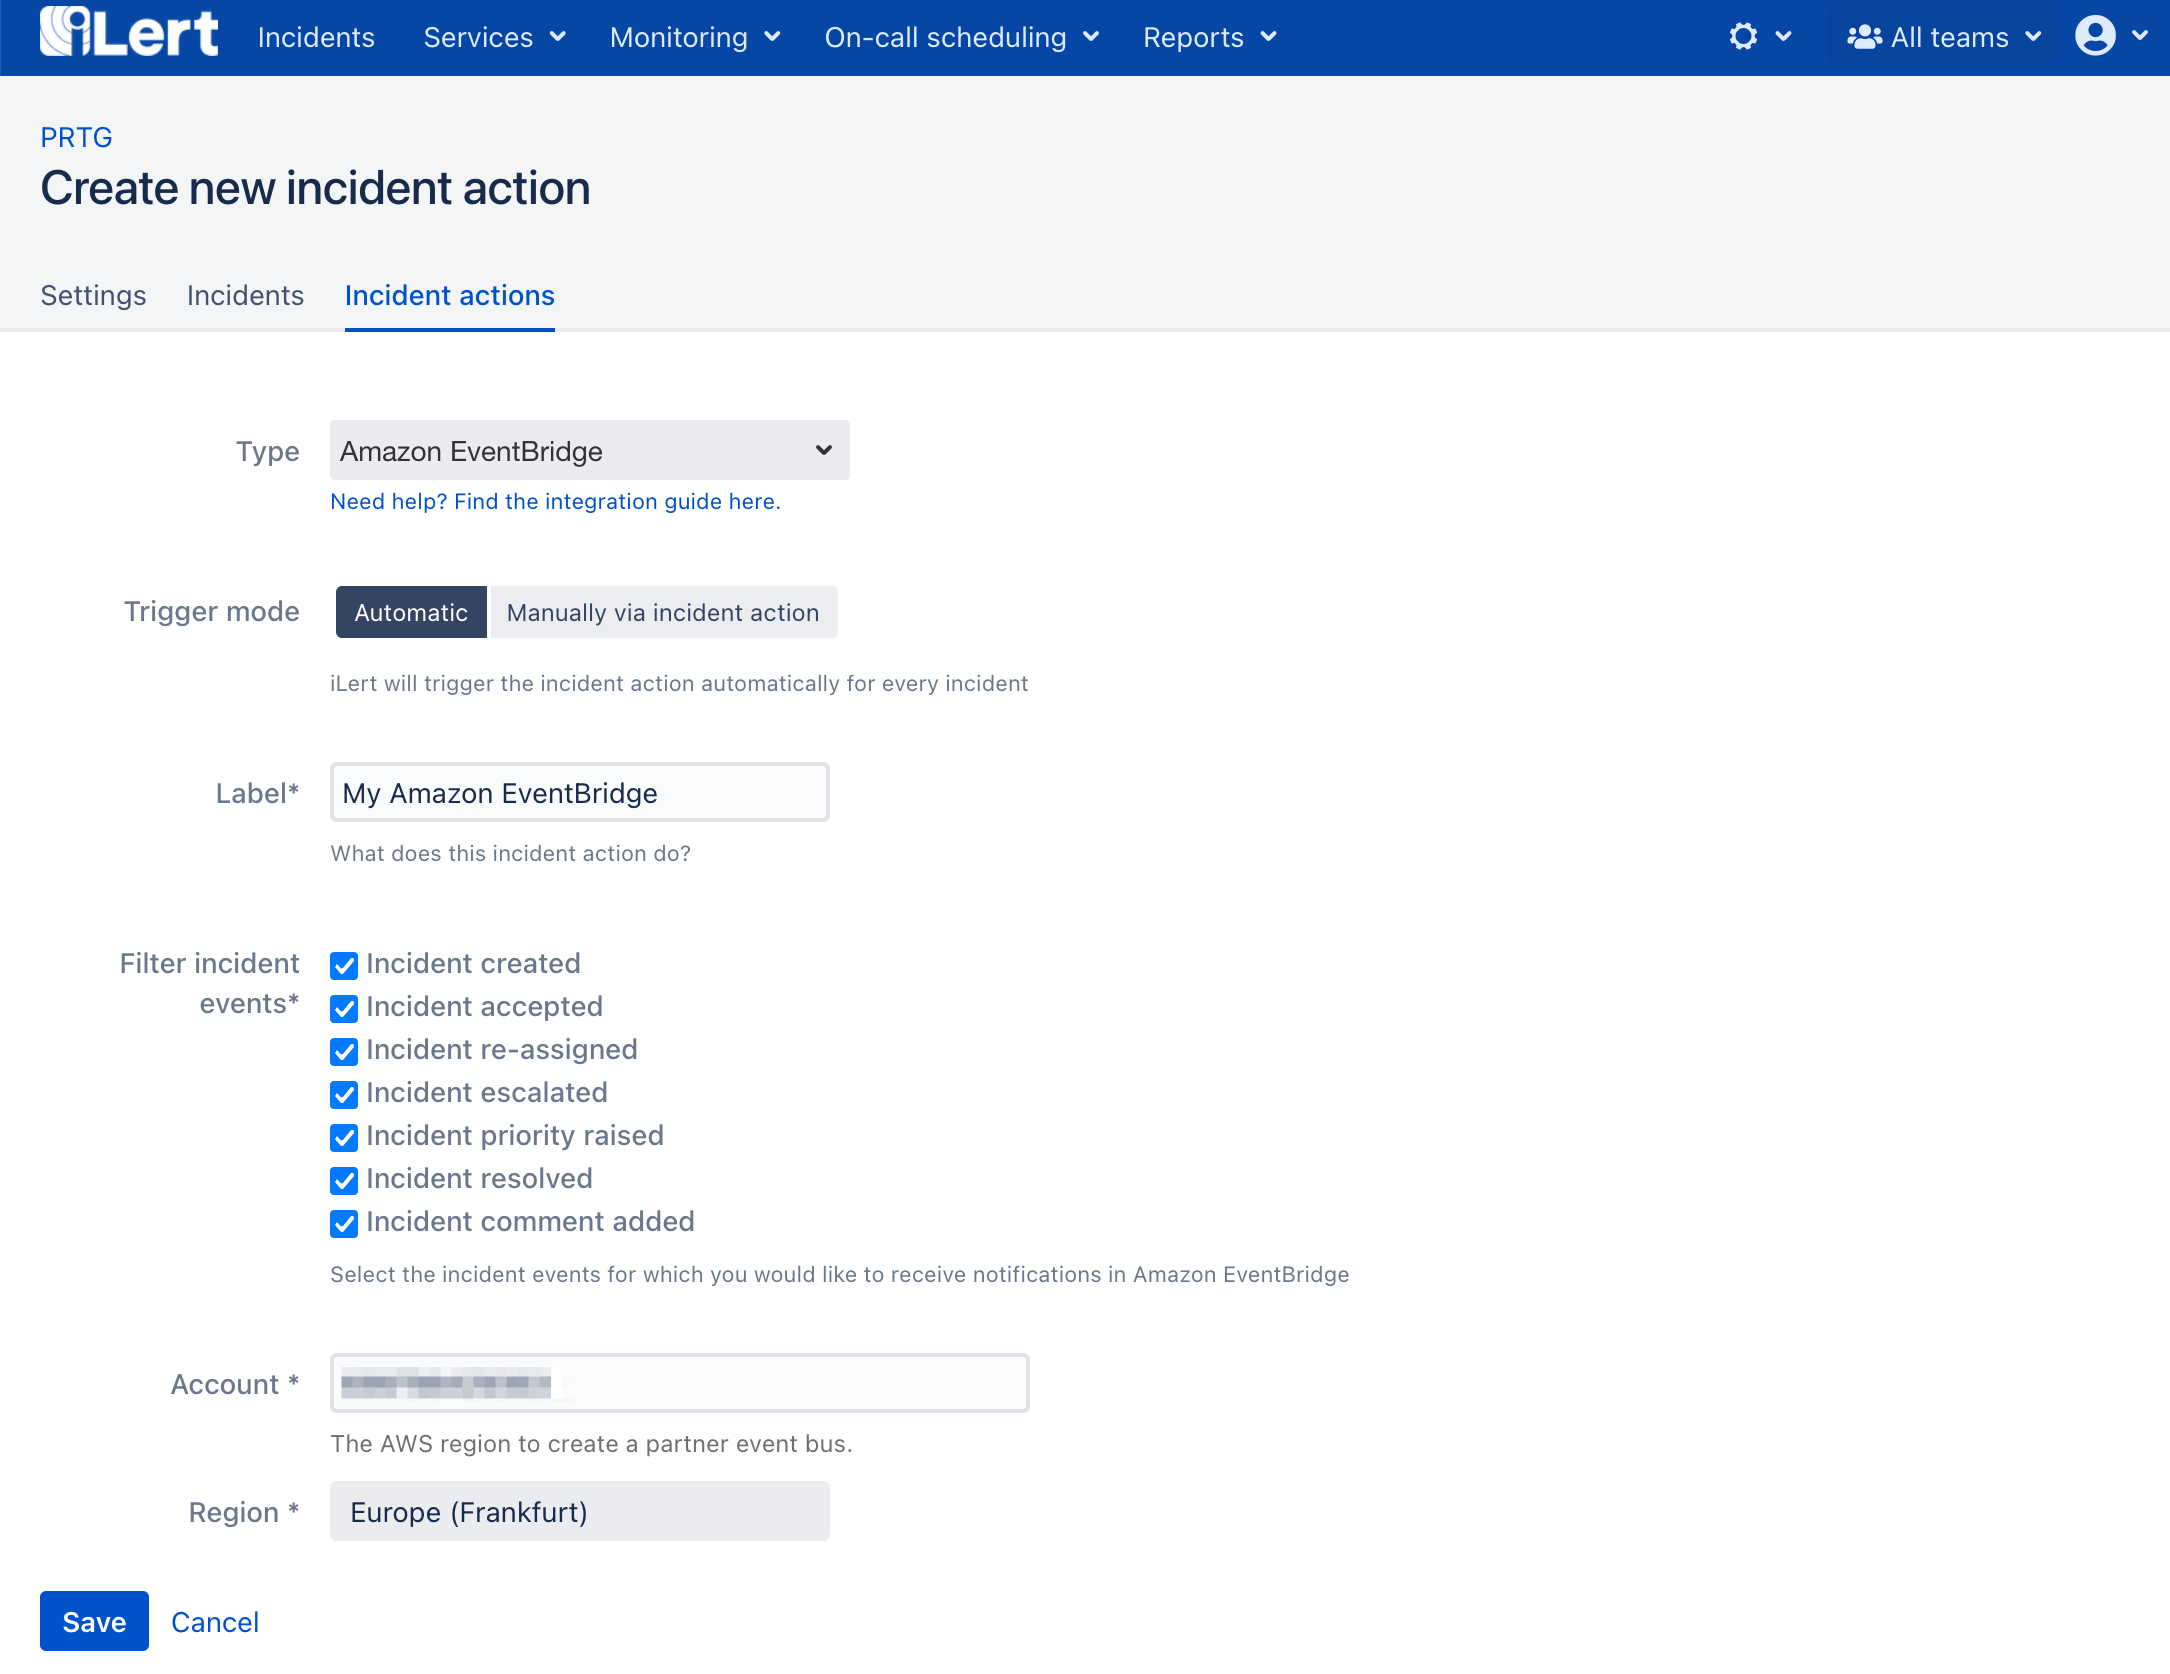 iLert Incidents Services Monitoring On-call scheduling Reports All teams
PRTG
Create new incident action
Settings Incidents Incident actions
Type Amazon EventBridge
Need help? Find the integration guide here.
Trigger mode Automatic Manually via incident action
iLert will trigger the incident action automatically for every incident
Label* My Amazon EventBridge
What does this incident action do?
Filter incident
events*
Incident created
Incident accepted
Incident re-assigned
Incident escalated
Incident priority raised
Incident resolved
Incident comment added
Select the incident events for which you would like to receive notifications in Amazon EventBridge
Account *
The AWS region to create a partner event bus.
Region * Europe (Frankfurt)
Save Cancel